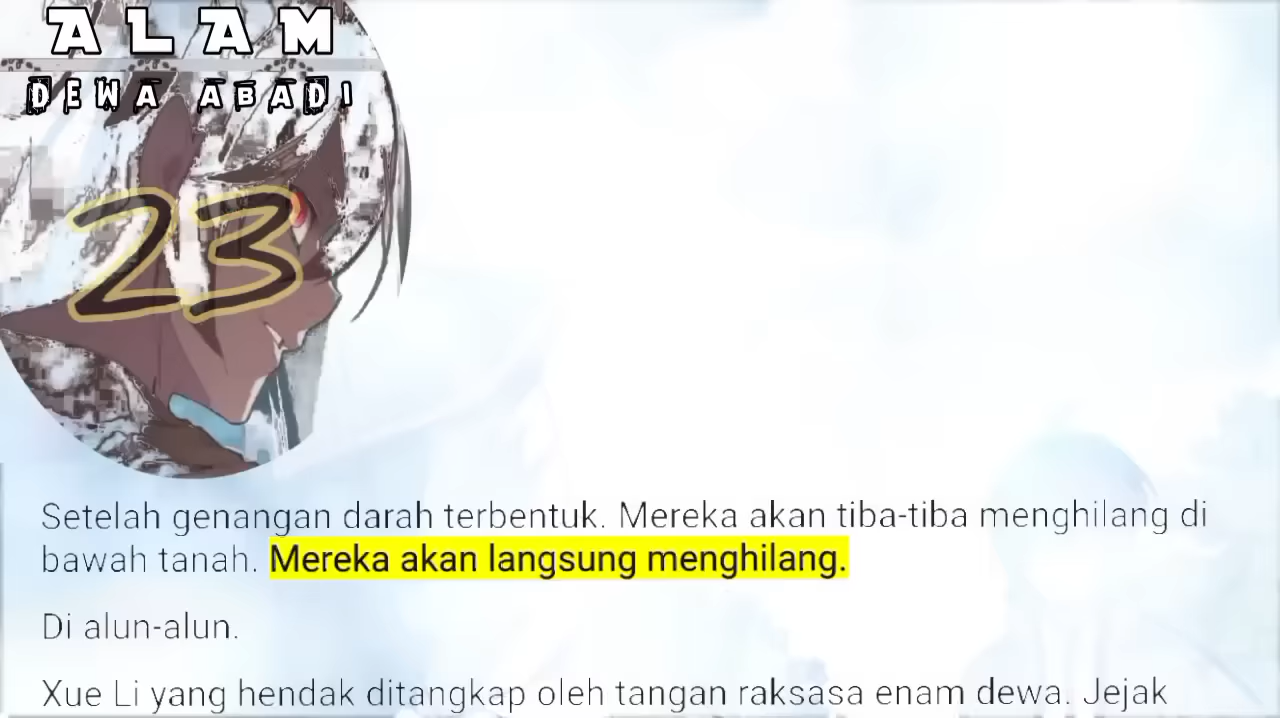 ALAM
DEWA ABADI
23
Setelah genangan darah terbentuk. Mereka akan tiba-tiba menghilang di
bawah tanah. Mereka akan langsung menghilang.
Di alun-alun.
Xue Li yang hendak ditangkap oleh tangan raksasa enam dewa. Jejak